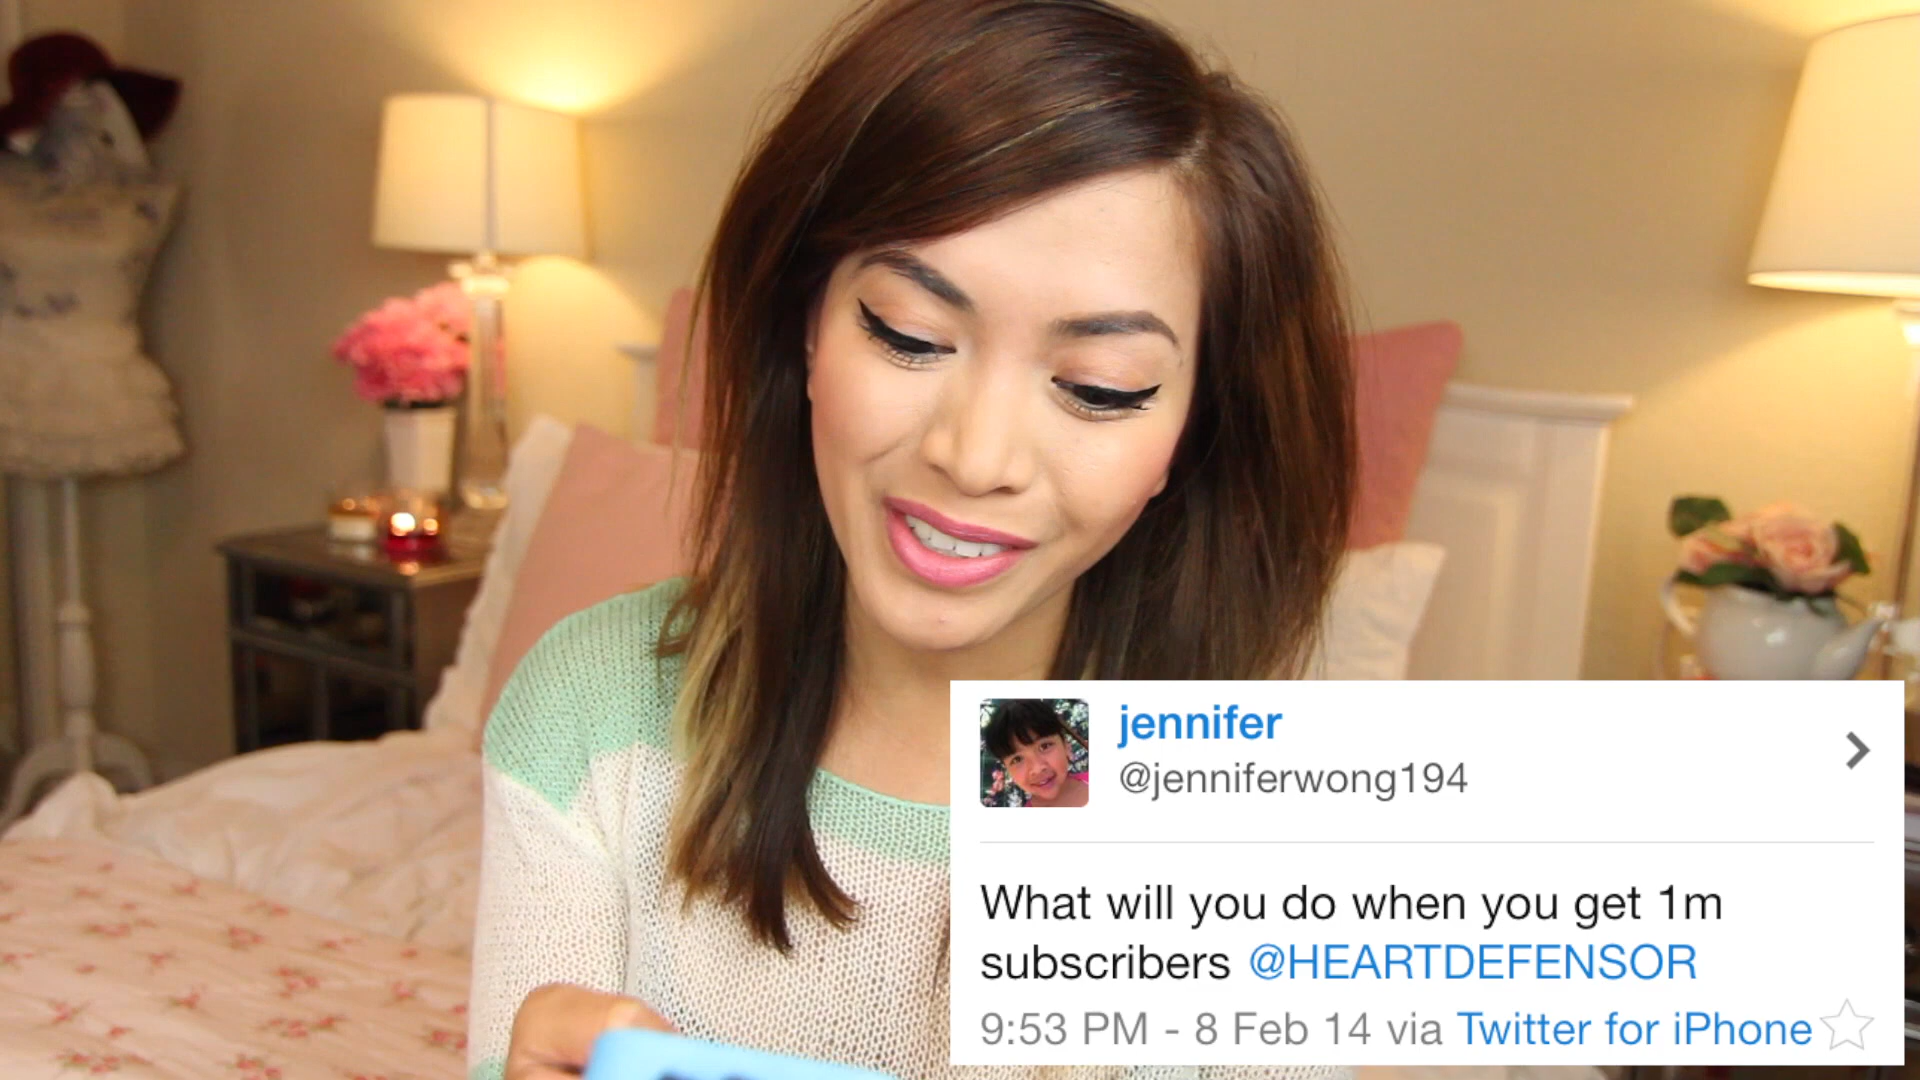 jennifer
@jenniferwong194
What will you do when you get 1m
subscribers @HEARTDEFENSOR
9:53 PM - 8 Feb 14 via Twitter for iPhone